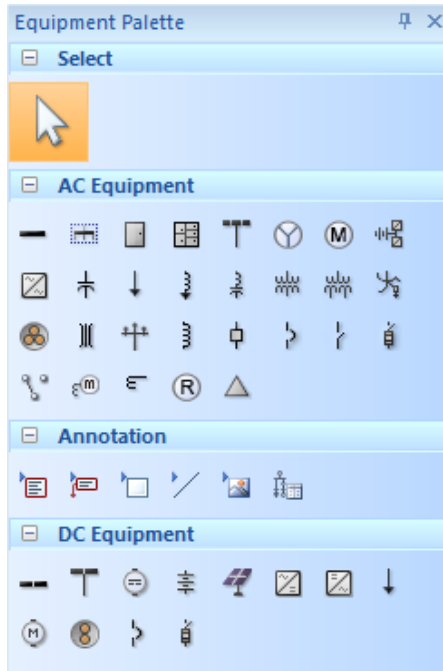 Equipment Palette
Select
AC Equipment
M
m
R
Annotation
DC Equipment
M